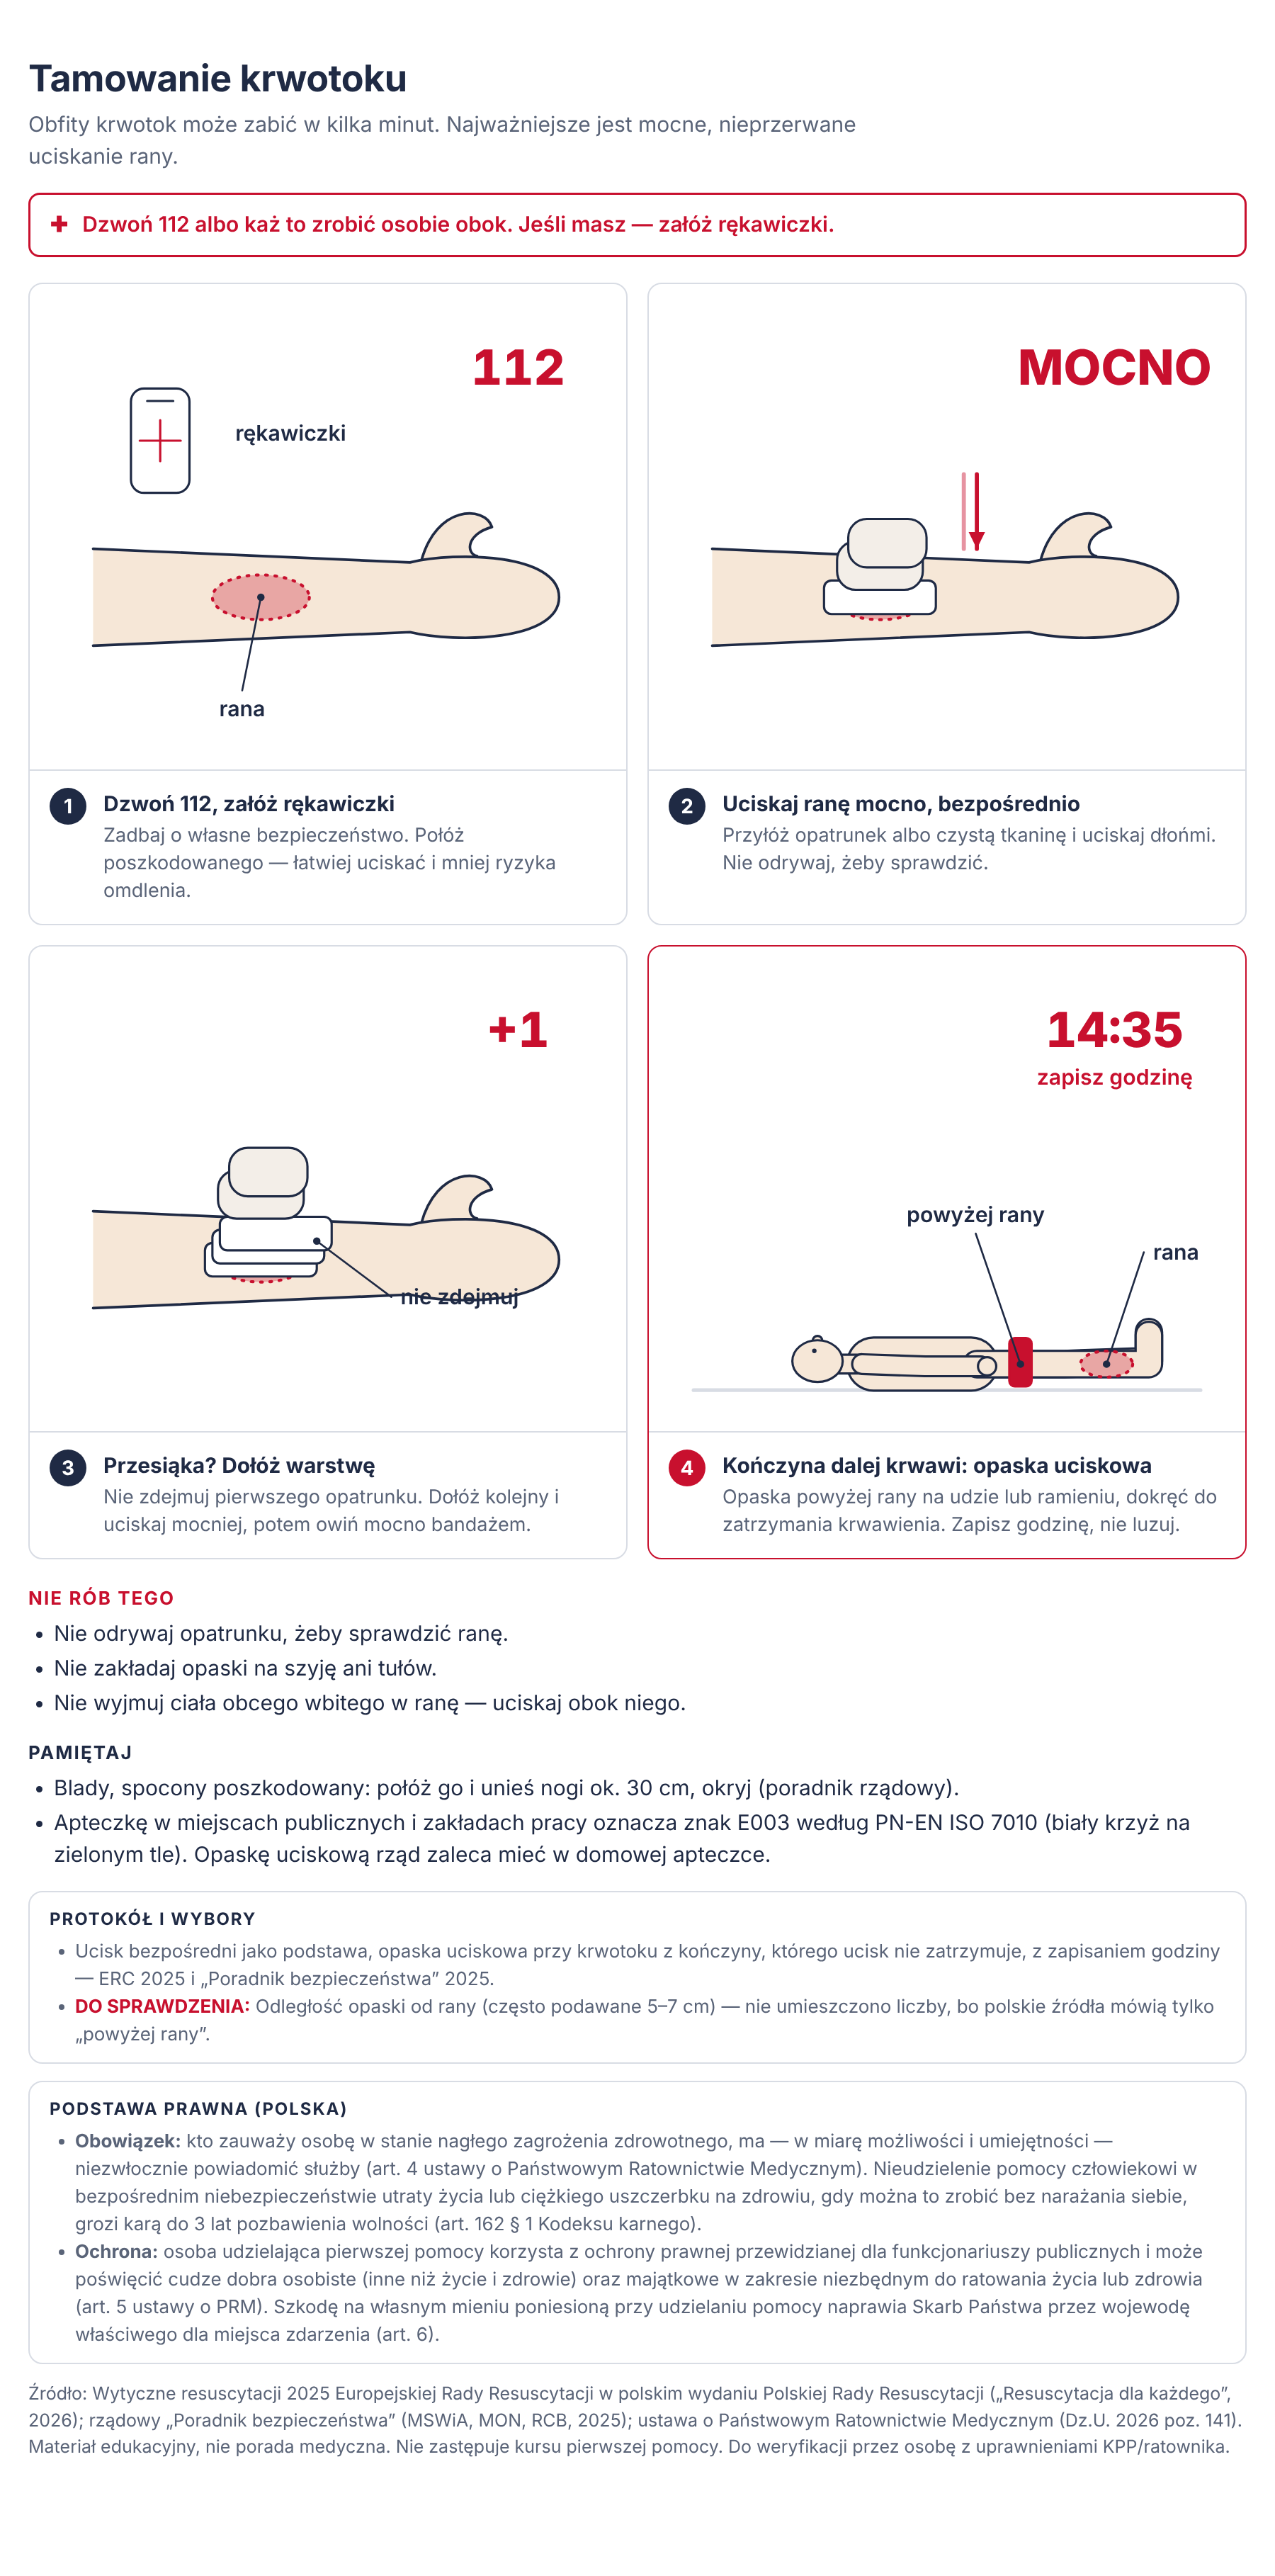 Tamowanie krwotoku
Obfity krwotok może zabić w kilka minut. Najważniejsze jest mocne, nieprzerwane
uciskanie rany.
Dzwoń 112 albo każ to zrobić osobie obok. Jeśli masz — załóż rękawiczki.
112
rękawiczki
rana
1
Dzwoń 112, załóż rękawiczki
Zadbaj o własne bezpieczeństwo. Połóż
poszkodowanego — łatwiej uciskać i mniej ryzyka
omdlenia.
MOCNO
2
Uciskaj ranę mocno, bezpośrednio
Przyłóż opatrunek albo czystą tkaninę i uciskaj dłońmi.
Nie odrywaj, żeby sprawdzić.
+1
nie zdejmuj
3
Przesiąka? Dołóż warstwę
Nie zdejmuj pierwszego opatrunku. Dołóż kolejny i
uciskaj mocniej, potem owiń mocno bandażem.
14:35
zapisz godzinę
powyżej rany
rana
4
Kończyna dalej krwawi: opaska uciskowa
Opaska powyżej rany na udzie lub ramieniu, dokręć do
zatrzymania krwawienia. Zapisz godzinę, nie luzuj.
NIE RÓB TEGO
• Nie odrywaj opatrunku, żeby sprawdzić ranę.
• Nie zakładaj opaski na szyję ani tułów.
• Nie wyjmuj ciała obcego wbitego w ranę — uciskaj obok niego.
PAMIĘTAJ
• Blady, spocony poszkodowany: połóż go i unieś nogi ok. 30 cm, okryj (poradnik rządowy).
• Apteczkę w miejscach publicznych i zakładach pracy oznacza znak E003 według PN-EN ISO 7010 (biały krzyż na
zielonym tle). Opaskę uciskową rząd zaleca mieć w domowej apteczce.
PROTOKÓŁ I WYBORY
• Ucisk bezpośredni jako podstawa, opaska uciskowa przy krwotoku z kończyny, którego ucisk nie zatrzymuje, z zapisaniem godziny
— ERC 2025 i „Poradnik bezpieczeństwa” 2025.
• DO SPRAWDZENIA: Odległość opaski od rany (często podawane 5–7 cm) — nie umieszczono liczby, bo polskie źródła mówią tylko
„powyżej rany”.
PODSTAWA PRAWNA (POLSKA)
• Obowiązek: kto zauważy osobę w stanie nagłego zagrożenia zdrowotnego, ma — w miarę możliwości i umiejętności —
niezwłocznie powiadomić służby (art. 4 ustawy o Państwowym Ratownictwie Medycznym). Nieudzielenie pomocy człowiekowi w
bezpośrednim niebezpieczeństwie utraty życia lub ciężkiego uszczerbku na zdrowiu, gdy można to zrobić bez narażania siebie,
grozi karą do 3 lat pozbawienia wolności (art. 162 § 1 Kodeksu karnego).
• Ochrona: osoba udzielająca pierwszej pomocy korzysta z ochrony prawnej przewidzianej dla funkcjonariuszy publicznych i może
poświęcić cudze dobra osobiste (inne niż życie i zdrowie) oraz majątkowe w zakresie niezbędnym do ratowania życia lub zdrowia
(art. 5 ustawy o PRM). Szkodę na własnym mieniu poniesioną przy udzielaniu pomocy naprawia Skarb Państwa przez wojewodę
właściwego dla miejsca zdarzenia (art. 6).
Źródło: Wytyczne resuscytacji 2025 Europejskiej Rady Resuscytacji w polskim wydaniu Polskiej Rady Resuscytacji („Resuscytacja dla każdego”,
2026); rządowy „Poradnik bezpieczeństwa” (MSWiA, MON, RCB, 2025); ustawa o Państwowym Ratownictwie Medycznym (Dz.U. 2026 poz. 141).
Materiał edukacyjny, nie porada medyczna. Nie zastępuje kursu pierwszej pomocy. Do weryfikacji przez osobę z uprawnieniami KPP/ratownika.